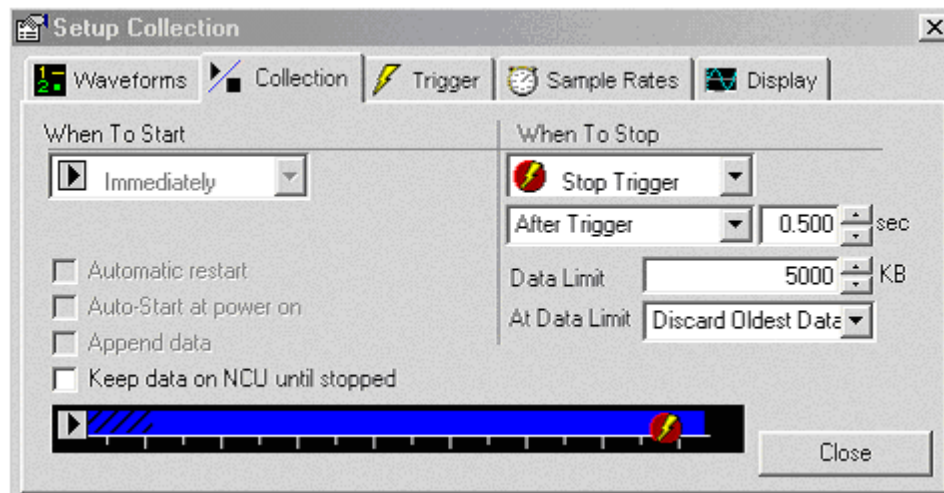 Setup Collection
Waveforms
Collection
Trigger
Sample Rates
Display
When To Start
Immediately
Automatic restart
Auto-Start at power on
Append data
Keep data on NCU until stopped
When To Stop
Stop Trigger
After Trigger
0.500 sec
Data Limit 5000 KB
At Data Limit Discard Oldest Data
Close